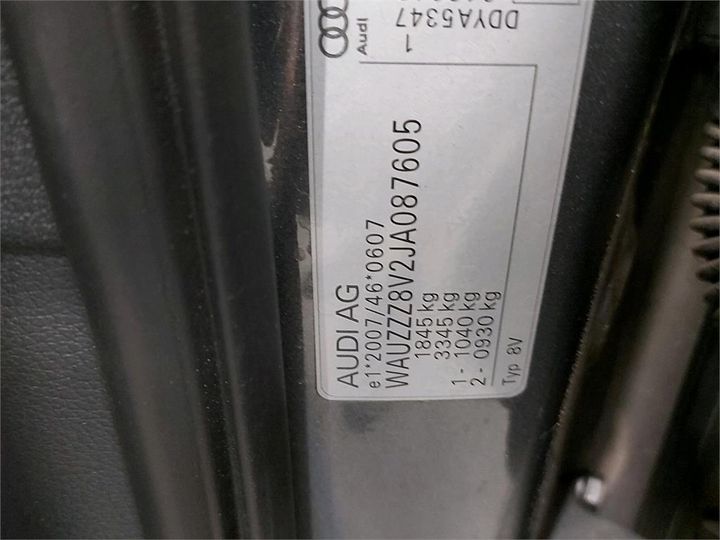 AUDI AG
e1*2007/46*0607
WAUZZZ8V2JA087605
1845 kg
3345 kg
1 - 1040 kg
2 - 0930 kg
Typ 8V
Audi
1
DDYA5347